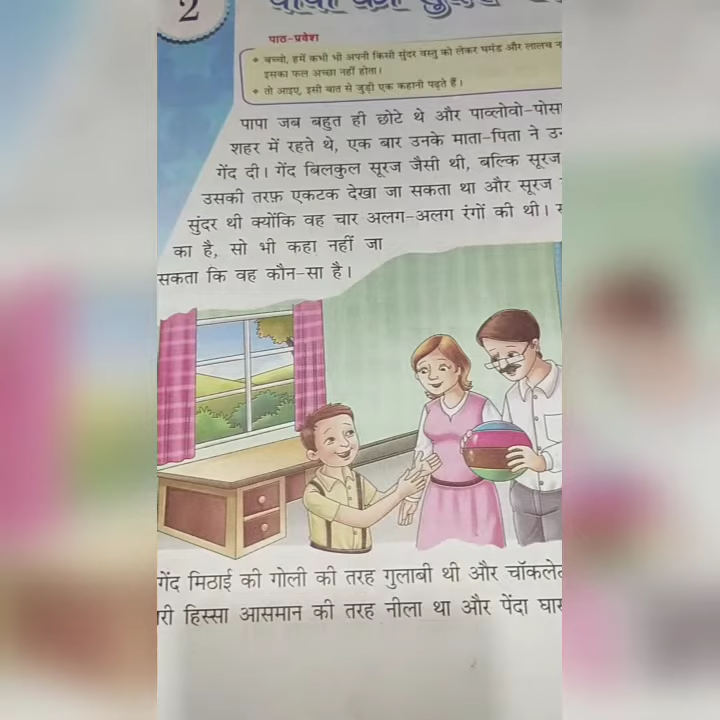 2
पाठ-प्रवेश
• बच्चो, हमें कभी भी अपनी किसी सुंदर वस्तु को लेकर घमंड और लालच
इसका फल अच्छा नहीं होता।
• तो आइए, इसी बात से जुड़ी एक कहानी पढ़ते हैं।
पापा जब बहुत ही छोटे थे और पाव्लोवो-पोसा
शहर में रहते थे, एक बार उनके माता-पिता ने
गेंद दी। गेंद बिलकुल सूरज जैसी थी, बल्कि सूरज
उसकी तरफ़ एकटक देखा जा सकता था और सूरज
सुंदर थी क्योंकि वह चार अलग-अलग रंगों की थी।
का है, सो भी कहा नहीं जा
सकता कि वह कौन-सा है।
गेंद मिठाई की गोली की तरह गुलाबी थी और
हिस्सा आसमान की तरह नीला था और पेंदा